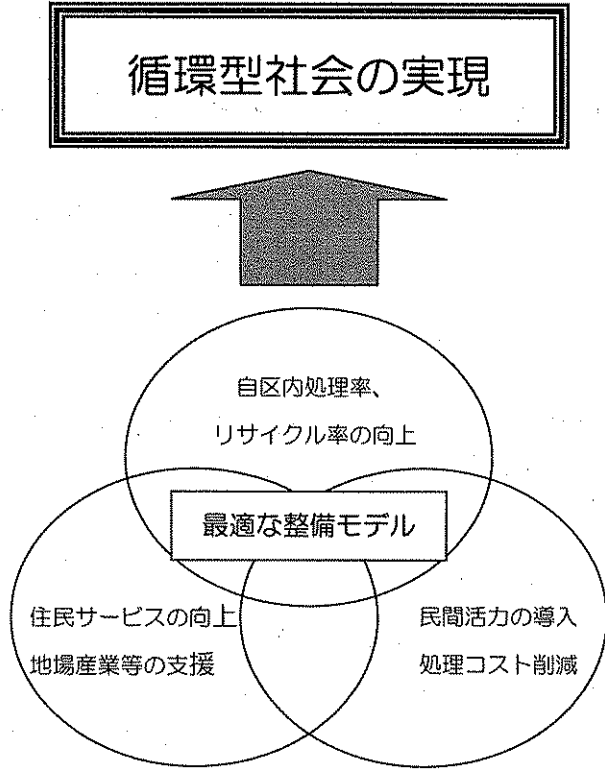 循環型社会の実現
自区内処理率、
リサイクル率の向上
最適な整備モデル
住民サービスの向上
地場産業等の支援
民間活力の導入
処理コスト削減